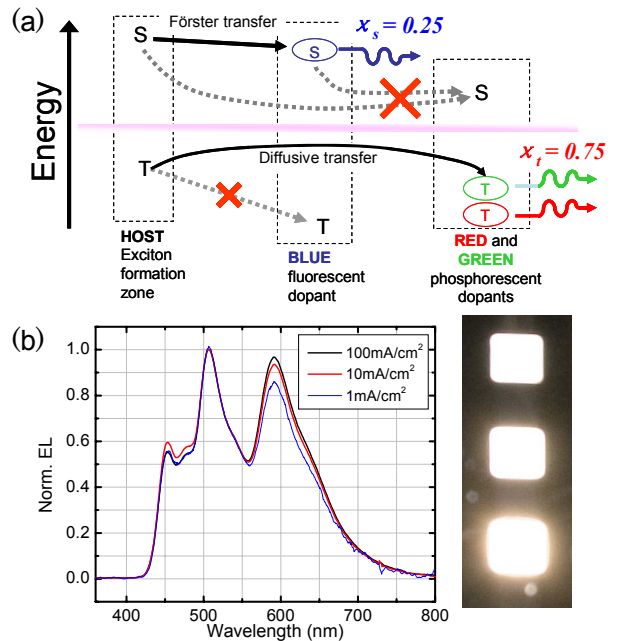 (a)
Förster transfer
x_s = 0.25
S
S
S
Energy
Diffusive transfer
x_t = 0.75
T
T
T
T
HOST
Exciton
formation
zone
BLUE
fluorescent
dopant
RED and
GREEN
phosphorescent
dopants
(b)
1.0
0.8
0.6
0.4
0.2
0.0
Norm. EL
100mA/cm²
10mA/cm²
1mA/cm²
400 500 600 700 800
Wavelength (nm)